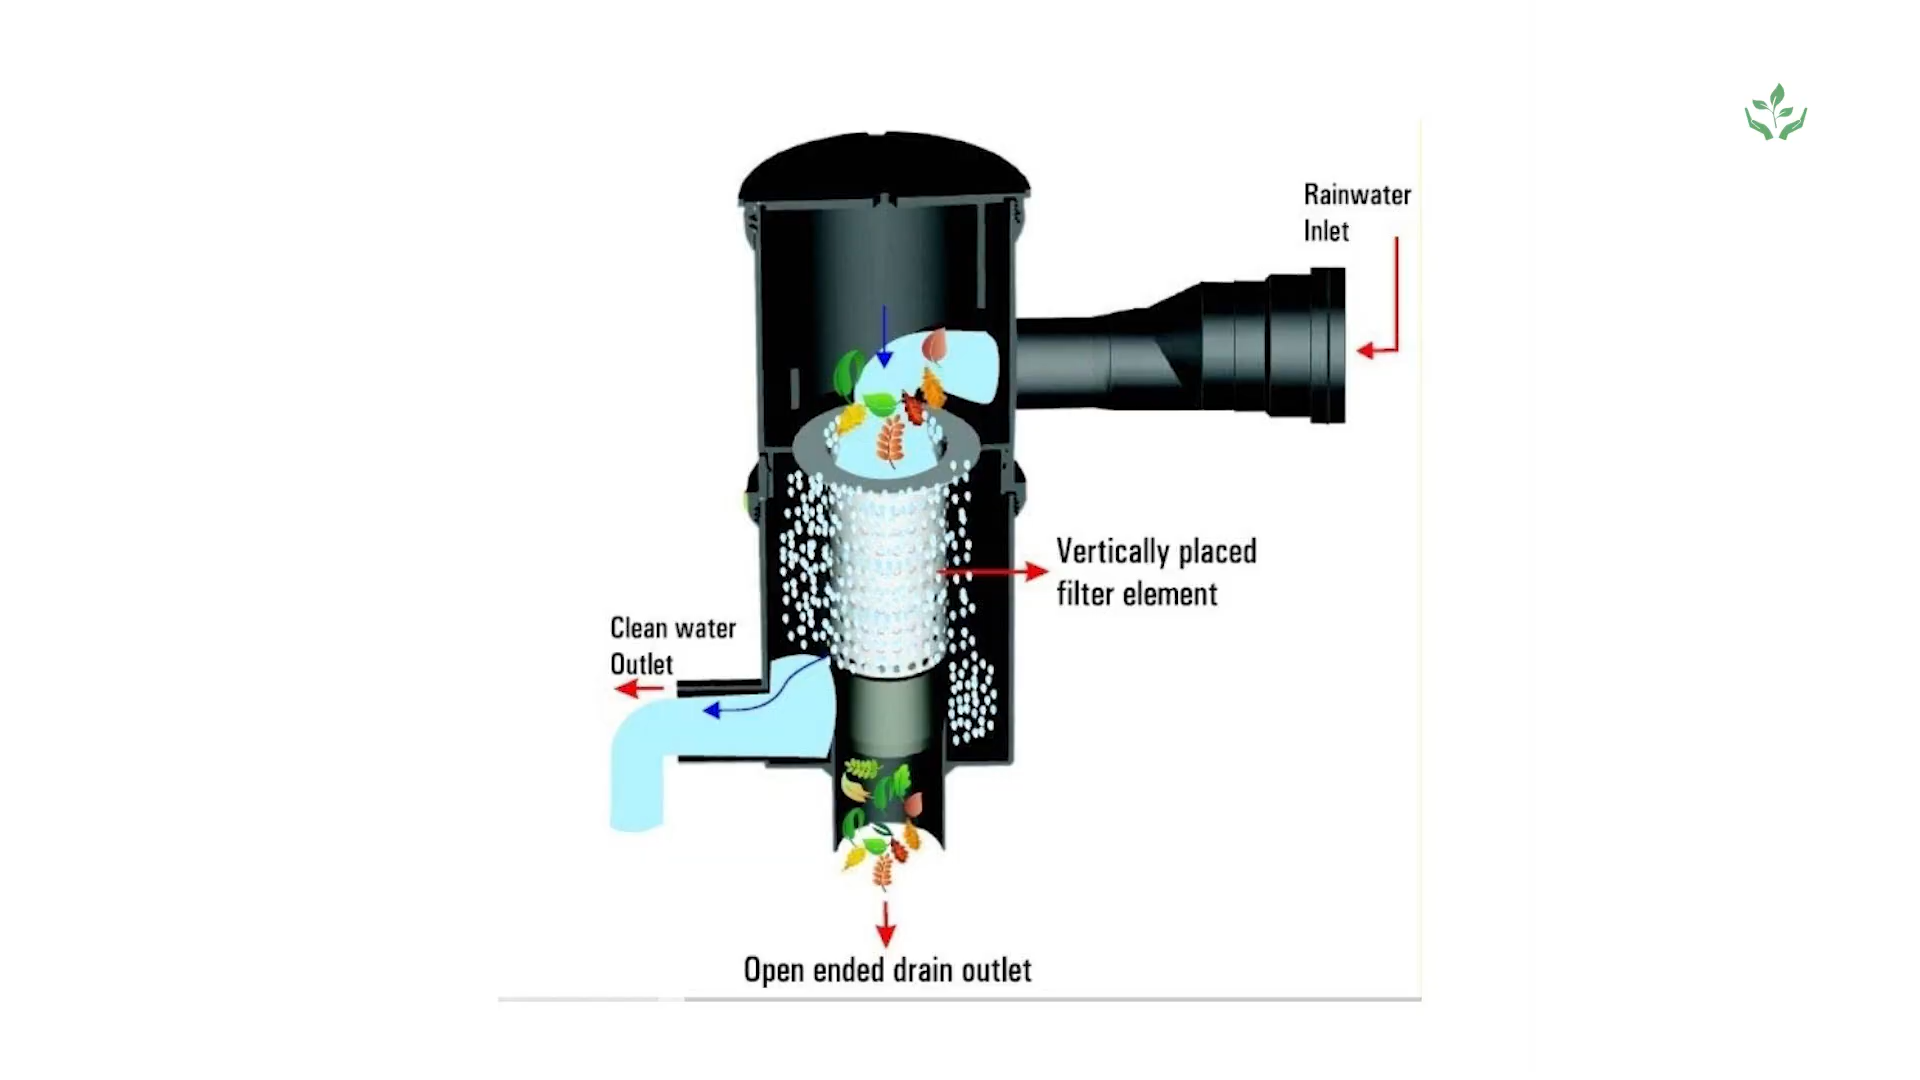 Rainwater
Inlet
Vertically placed
filter element
Clean water
Outlet
Open ended drain outlet